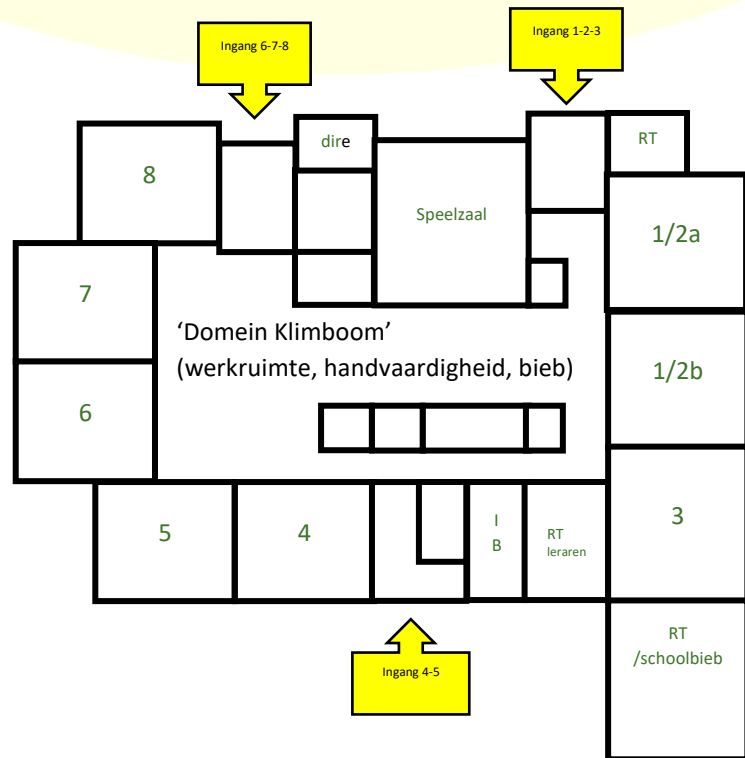 Ingang 6-7-8
Ingang 1-2-3
dire
RT
8
Speelzaal
1/2a
7
'Domein Klimboom'
(werkruimte, handvaardigheid, bieb)
1/2b
6
5
4
I
B
RT
leraren
3
RT
/schoolbieb
Ingang 4-5